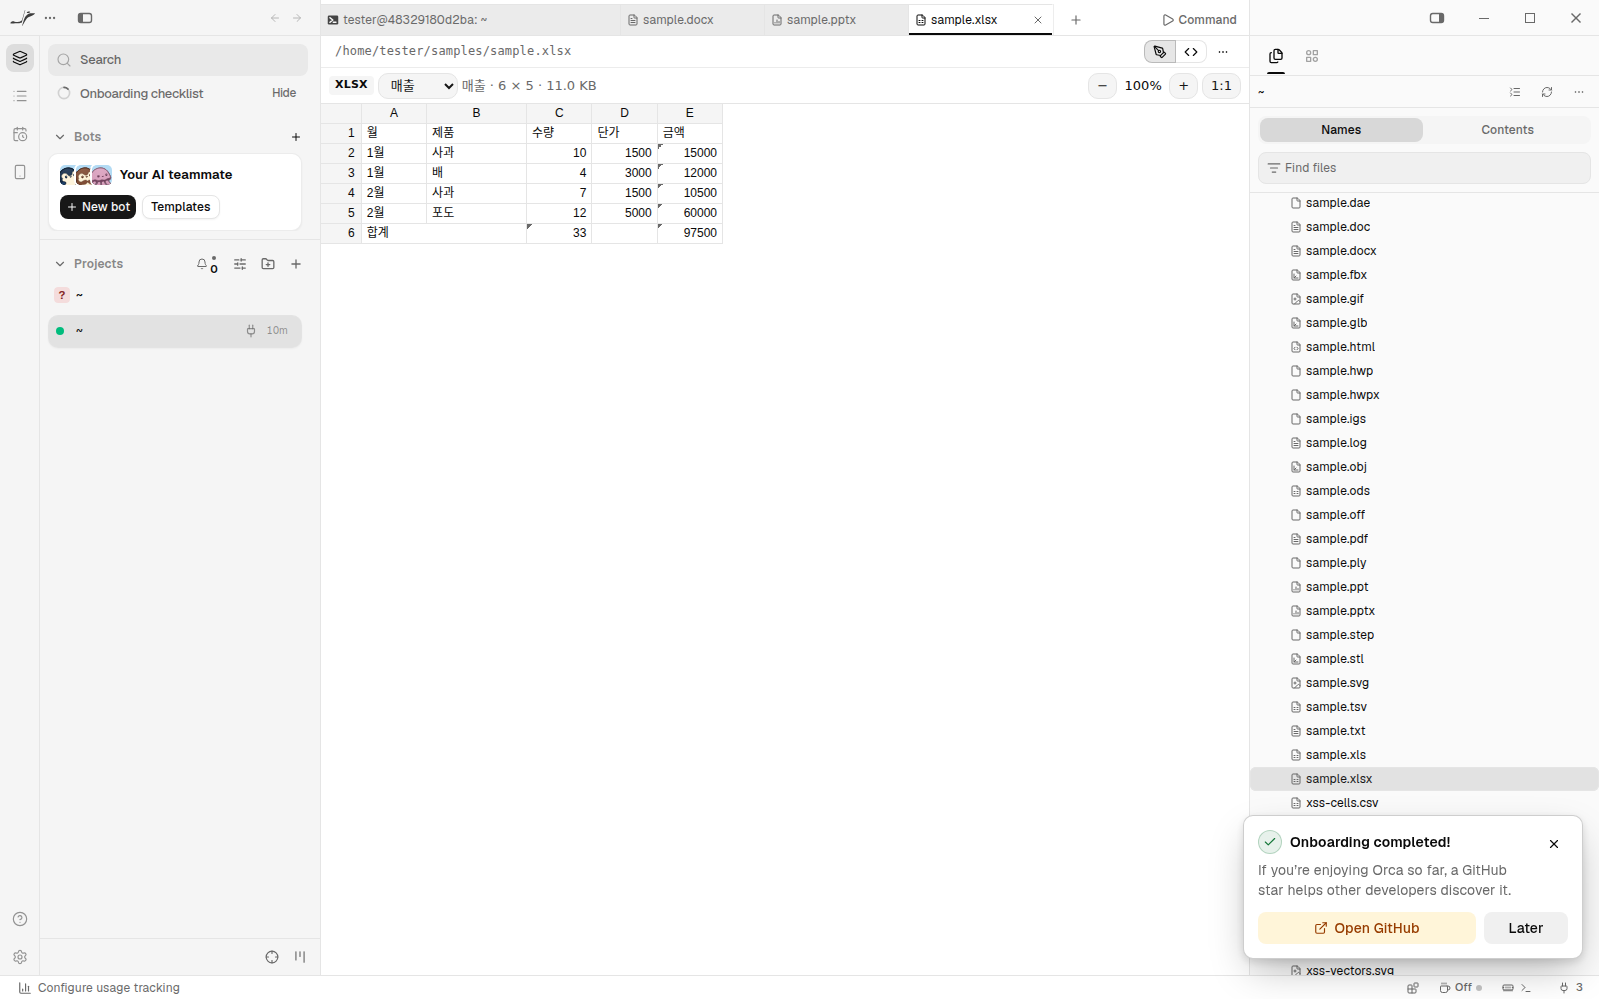 tester@48329180d2ba: ~
sample.docx
sample.pptx
sample.xlsx
Command
Search
Onboarding checklist
Hide
Bots
Your AI teammate
New bot
Templates
Projects
0
? ~
~ 10m
Configure usage tracking
/home/tester/samples/sample.xlsx
XLSX 매출 매출 · 6 × 5 · 11.0 KB
− 100% + 1:1
A B C D E
1 월 제품 수량 단가 금액
2 1월 사과 10 1500 15000
3 1월 배 4 3000 12000
4 2월 사과 7 1500 10500
5 2월 포도 12 5000 60000
6 합계 33 97500
~
Names Contents
Find files
sample.dae
sample.doc
sample.docx
sample.fbx
sample.gif
sample.glb
sample.html
sample.hwp
sample.hwpx
sample.igs
sample.log
sample.obj
sample.ods
sample.off
sample.pdf
sample.ply
sample.ppt
sample.pptx
sample.step
sample.stl
sample.svg
sample.tsv
sample.txt
sample.xls
sample.xlsx
xss-cells.csv
Onboarding completed!
If you're enjoying Orca so far, a GitHub
star helps other developers discover it.
Open GitHub
Later
xss-vectors.svg
Off
3